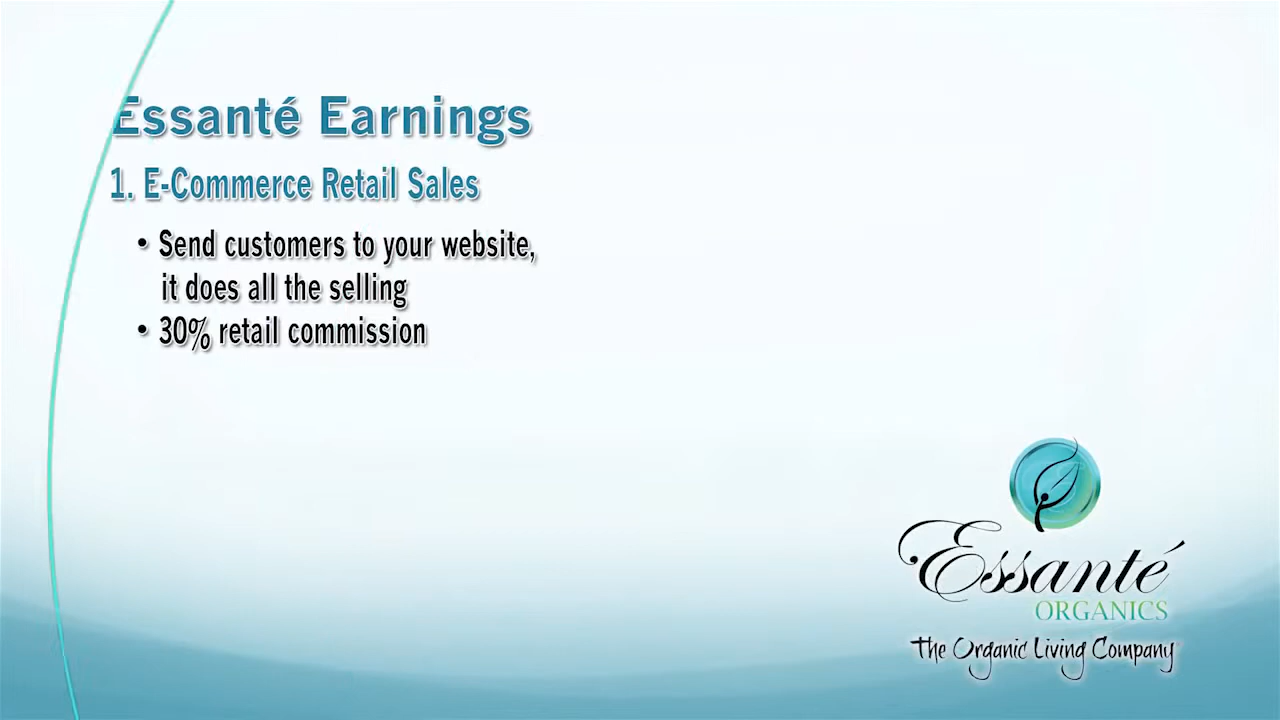 Essanté Earnings
1. E-Commerce Retail Sales
• Send customers to your website,
it does all the selling
• 30% retail commission
Essanté
ORGANICS
The Organic Living Company